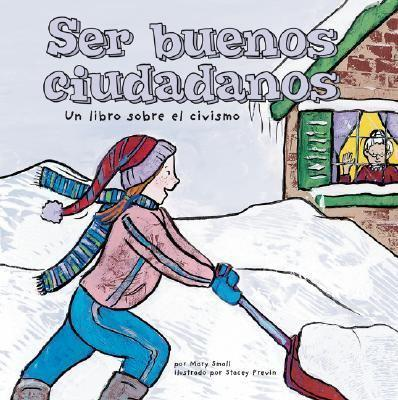 Ser buenos
ciudadanos
Un libro sobre el civismo
por Mary Small
ilustrado por Stacey Previn